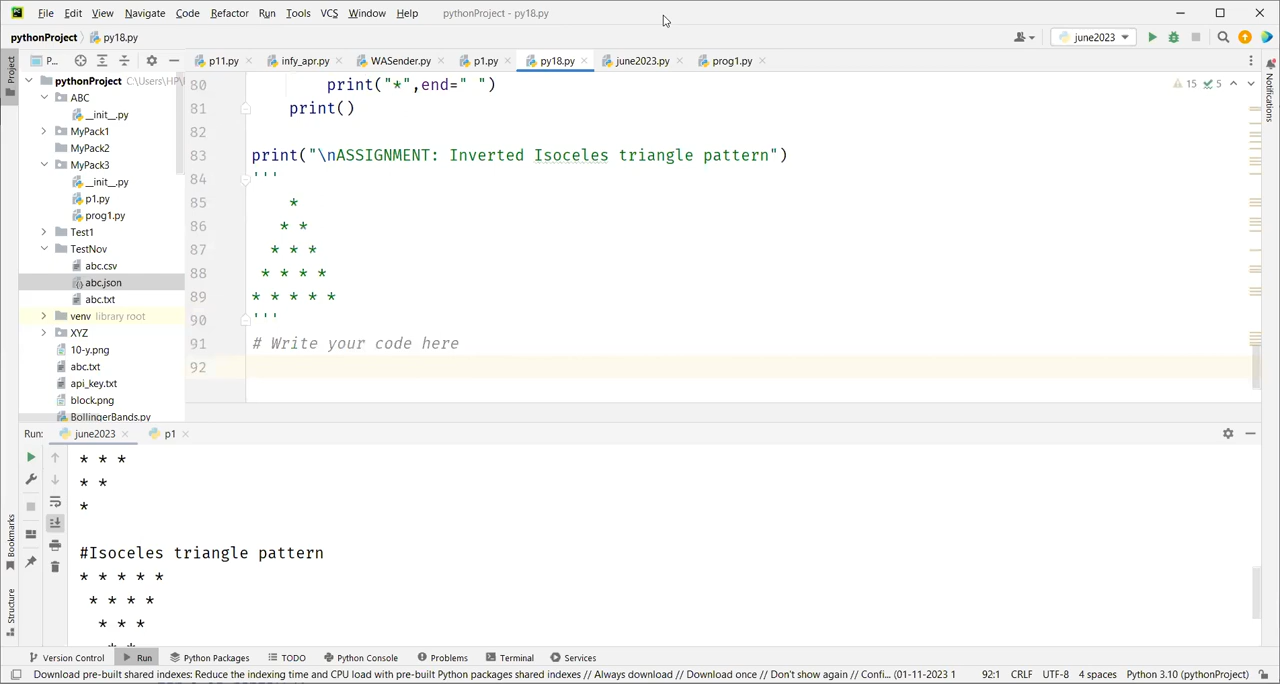 File Edit View Navigate Code Refactor Run Tools VCS Window Help pythonProject - py18.py
pythonProject py18.py june2023
Project P... p11.py infy_apr.py WASender.py p1.py py18.py june2023.py prog1.py
pythonProject C:\Users\HP\
ABC
__init__.py
MyPack1
MyPack2
MyPack3
__init__.py
p1.py
prog1.py
Test1
TestNov
abc.csv
abc.json
abc.txt
venv library root
XYZ
10-y.png
abc.txt
api_key.txt
block.png
BollingerBands.py
15 5
80 print("*",end=" ")
81 print()
82
83 print("\nASSIGNMENT: Inverted Isoceles triangle pattern")
84 '''
85 *
86 * *
87 * * *
88 * * * *
89 * * * * *
90 '''
91 # Write your code here
92
Notifications
Run: june2023 p1
* * *
* *
*
#Isoceles triangle pattern
* * * * *
* * * *
* * *
* *
Bookmarks
Structure
Version Control Run Python Packages TODO Python Console Problems Terminal Services
Download pre-built shared indexes: Reduce the indexing time and CPU load with pre-built Python packages shared indexes // Always download // Download once // Don't show again // Confi... (01-11-2023 1 92:1 CRLF UTF-8 4 spaces Python 3.10 (pythonProject)